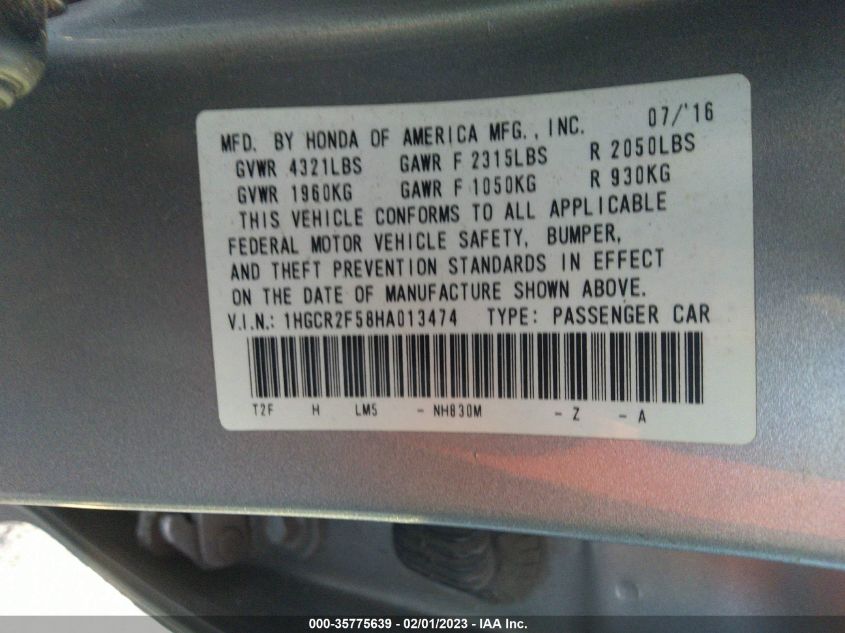 MFD. BY HONDA OF AMERICA MFG., INC. 07/'16
GVWR 4321LBS GAWR F 2315LBS R 2050LBS
GVWR 1960KG GAWR F 1050KG R 930KG
THIS VEHICLE CONFORMS TO ALL APPLICABLE
FEDERAL MOTOR VEHICLE SAFETY, BUMPER,
AND THEFT PREVENTION STANDARDS IN EFFECT
ON THE DATE OF MANUFACTURE SHOWN ABOVE.
V.I.N.: 1HGCR2F58HA013474 TYPE: PASSENGER CAR
T2F H LM5 - NH830M - Z - A
000-35775639 - 02/01/2023 - IAA Inc.